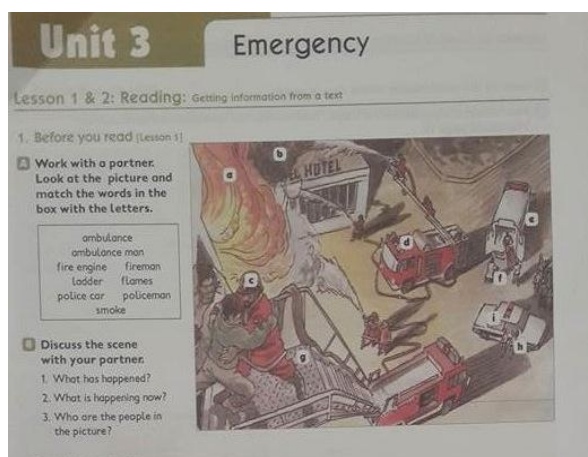 Unit 3
Emergency
Lesson 1 & 2: Reading: Getting information from a text
1. Before you read [Lesson 1]
A Work with a partner.
Look at the picture and
match the words in the
box with the letters.
ambulance
ambulance man
fire engine fireman
ladder flames
police car policeman
smoke
B Discuss the scene
with your partner.
1. What has happened?
2. What is happening now?
3. Who are the people in
the picture?
b
a
EL HOTEL
e
d
c
f
i
h
g